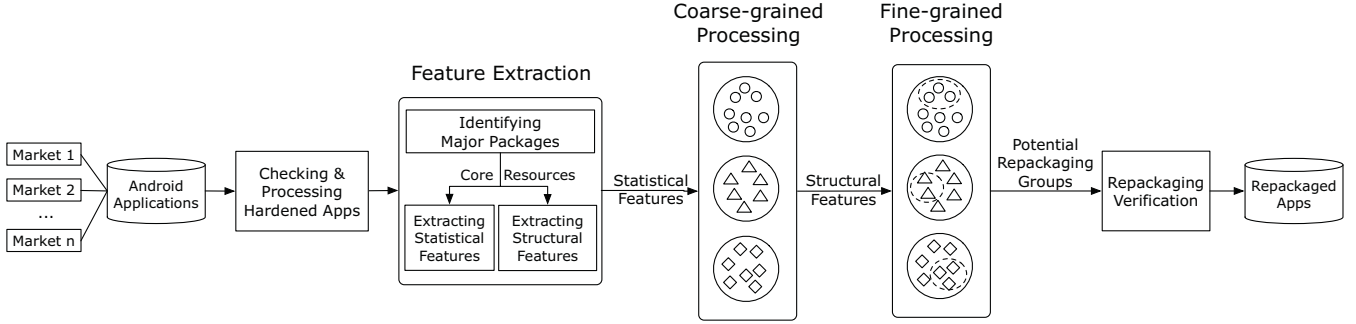 Market 1
Market 2
...
Market n
Android
Applications
Checking &
Processing
Hardened Apps
Feature Extraction
Identifying
Major Packages
Core Resources
Extracting
Statistical
Features
Extracting
Structural
Features
Statistical
Features
Coarse-grained
Processing
Structural
Features
Fine-grained
Processing
Potential
Repackaging
Groups
Repackaging
Verification
Repackaged
Apps